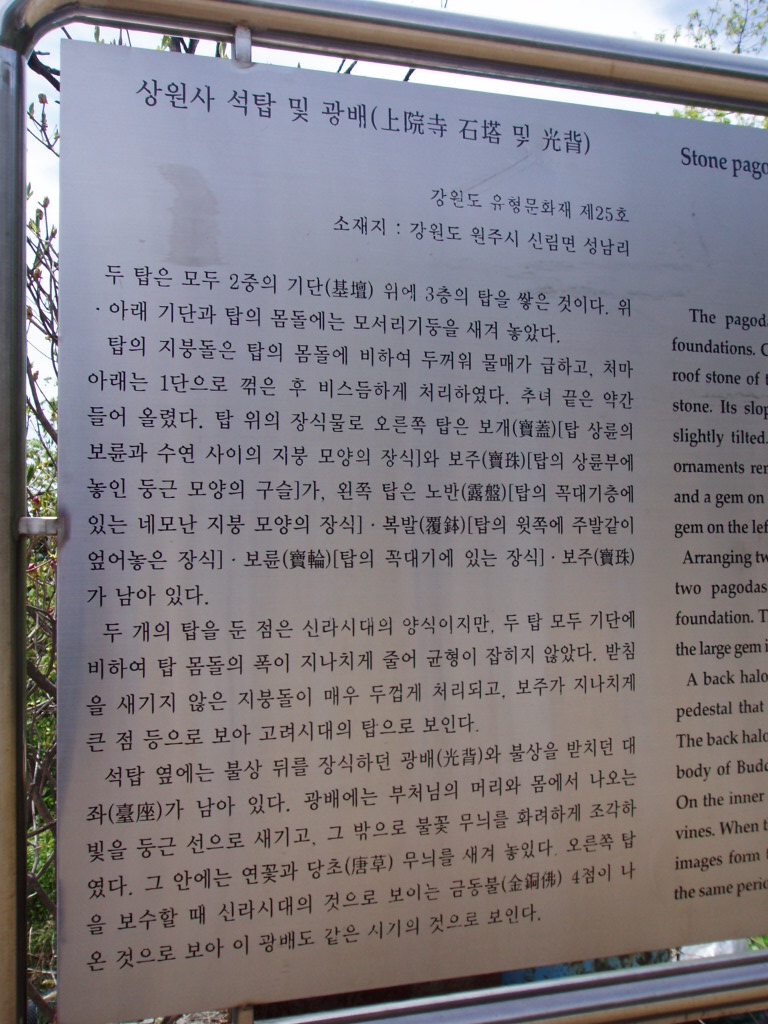 상원사 석탑 및 광배(上院寺 石塔 및 光背)
강원도 유형문화재 제25호
소재지 : 강원도 원주시 신림면 성남리
두 탑은 모두 2중의 기단(基壇) 위에 3층의 탑을 쌓은 것이다. 위
· 아래 기단과 탑의 몸돌에는 모서리기둥을 새겨 놓았다.
탑의 지붕돌은 탑의 몸돌에 비하여 두꺼워 물매가 급하고, 처마
아래는 1단으로 꺾은 후 비스듬하게 처리하였다. 추녀 끝은 약간
들어 올렸다. 탑 위의 장식물로 오른쪽 탑은 보개(寶蓋)[탑 상륜의
보륜과 수연 사이의 지붕 모양의 장식]와 보주(寶珠)[탑의 상륜부에
놓인 둥근 모양의 구슬]가, 왼쪽 탑은 노반(露盤)[탑의 꼭대기층에
있는 네모난 지붕 모양의 장식] · 복발(覆鉢)[탑의 윗쪽에 주발같이
엎어놓은 장식] · 보륜(寶輪)[탑의 꼭대기에 있는 장식] · 보주(寶珠)
가 남아 있다.
두 개의 탑을 둔 점은 신라시대의 양식이지만, 두 탑 모두 기단에
비하여 탑 몸돌의 폭이 지나치게 줄어 균형이 잡히지 않았다. 받침
을 새기지 않은 지붕돌이 매우 두껍게 처리되고, 보주가 지나치게
큰 점 등으로 보아 고려시대의 탑으로 보인다.
석탑 옆에는 불상 뒤를 장식하던 광배(光背)와 불상을 받치던 대
좌(臺座)가 남아 있다. 광배에는 부처님의 머리와 몸에서 나오는
빛을 둥근 선으로 새기고, 그 밖으로 불꽃 무늬를 화려하게 조각하
였다. 그 안에는 연꽃과 당초(唐草) 무늬를 새겨 놓있다. 오른쪽 탑
을 보수할 때 신라시대의 것으로 보이는 금동불(金銅佛) 4점이 나
온 것으로 보아 이 광배도 같은 시기의 것으로 보인다.
Stone pago
The pagoda
foundations.
roof stone of
stone. Its slop
slightly tilted.
ornaments
and a gem on
gem on the lef
Arranging tw
two pagodas
foundation.
the large gem
A back halo
pedestal that
The back halo
body of Budd
On the inner
vines. When
images form
the same perio